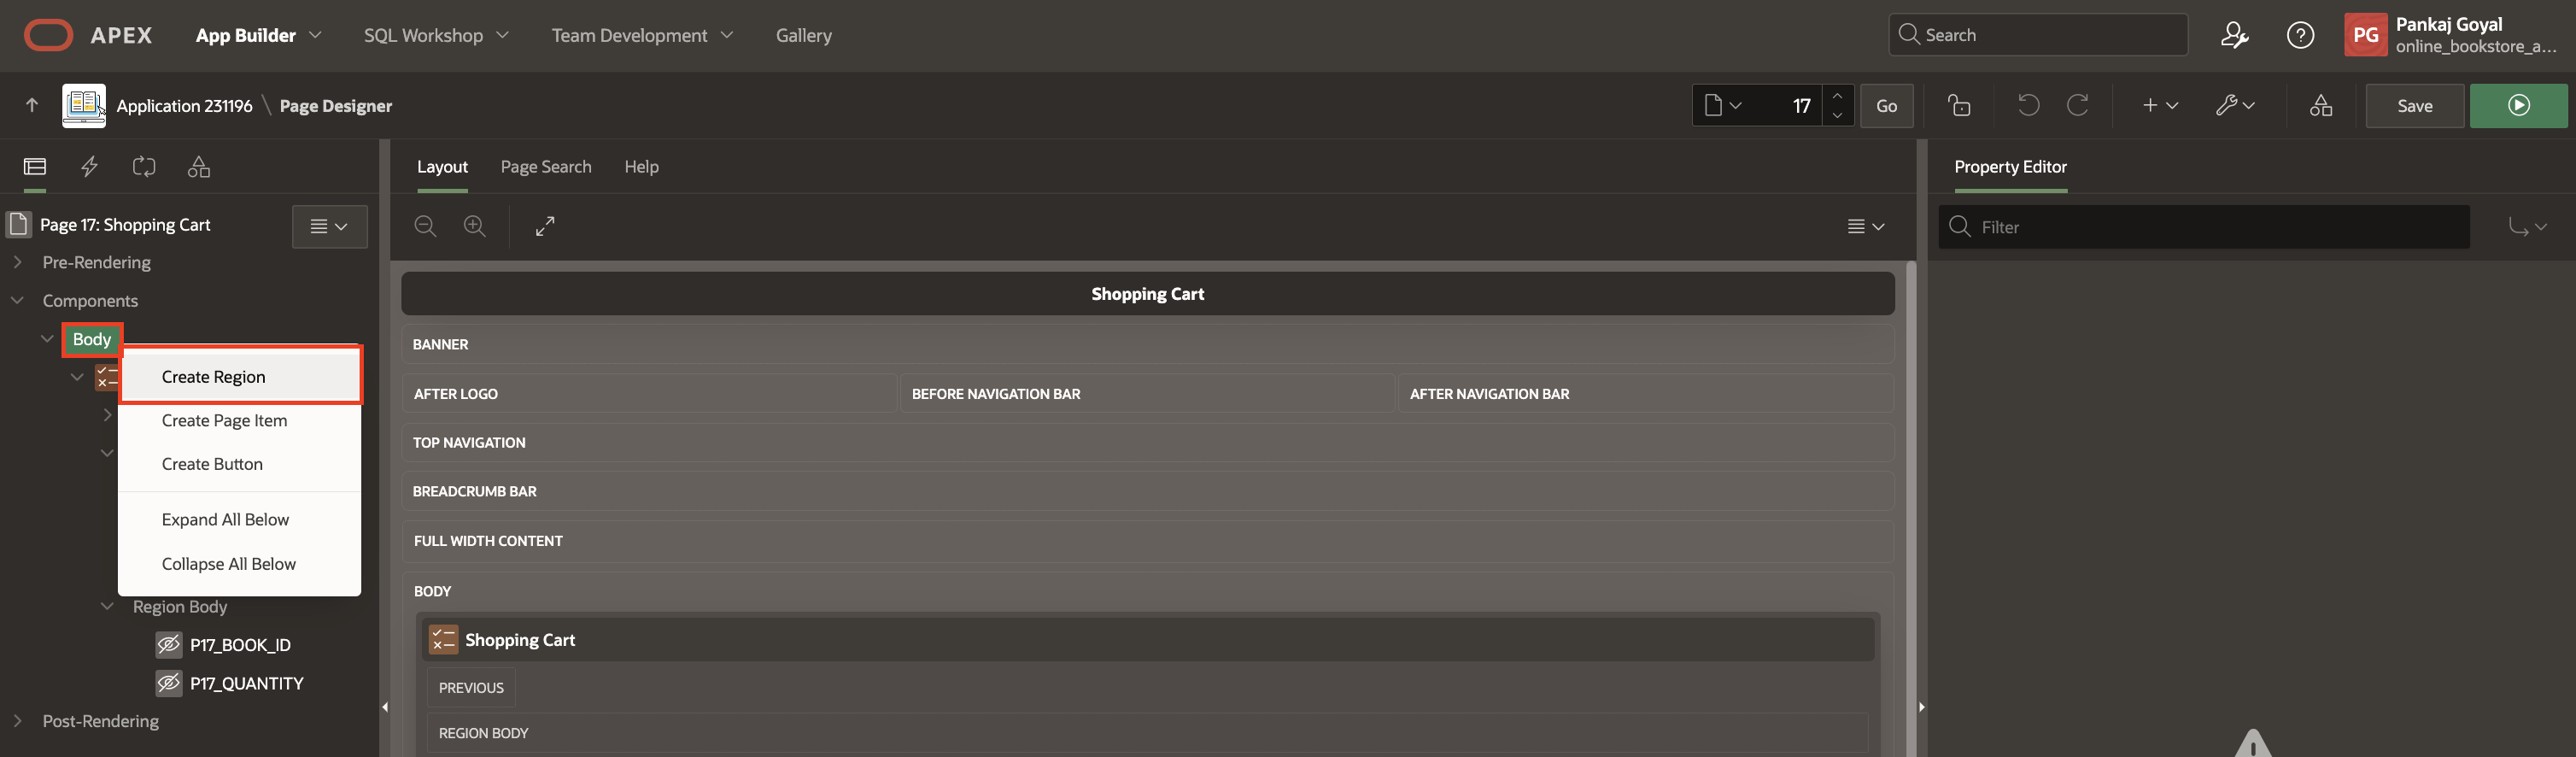 APEX App Builder SQL Workshop Team Development Gallery Search PG Pankaj Goyal
online_bookstore_a...
Application 231196 \ Page Designer 17 Go Save
Layout Page Search Help Property Editor
Page 17: Shopping Cart Filter
Pre-Rendering
Components
Body
Create Region
Create Page Item
Create Button
Expand All Below
Collapse All Below
Region Body
P17_BOOK_ID
P17_QUANTITY
Post-Rendering
Shopping Cart
BANNER
AFTER LOGO BEFORE NAVIGATION BAR AFTER NAVIGATION BAR
TOP NAVIGATION
BREADCRUMB BAR
FULL WIDTH CONTENT
BODY
Shopping Cart
PREVIOUS
REGION BODY